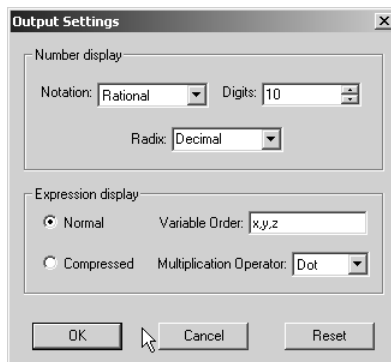 Output Settings
Number display
Notation: Rational Digits: 10
Radix: Decimal
Expression display
Normal Variable Order: x,y,z
Compressed Multiplication Operator: Dot
OK Cancel Reset